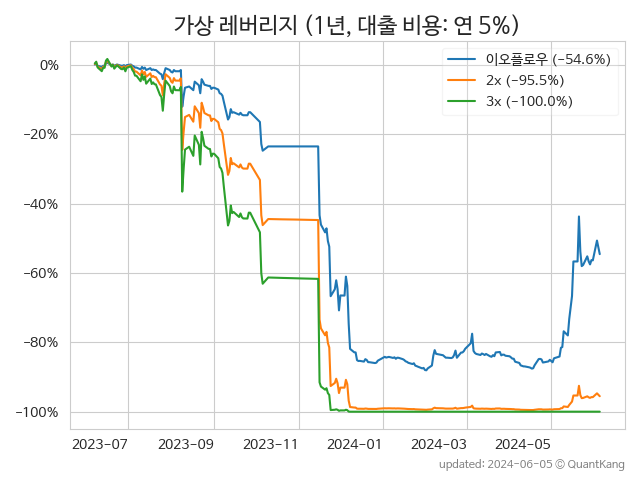 가상 레버리지 (1년, 대출 비용: 연 5%)
이오플로우 (−54.6%)
2x (−95.5%)
3x (−100.0%)
0%
−20%
−40%
−60%
−80%
−100%
2023-07 2023-09 2023-11 2024-01 2024-03 2024-05
updated: 2024-06-05 © QuantKang